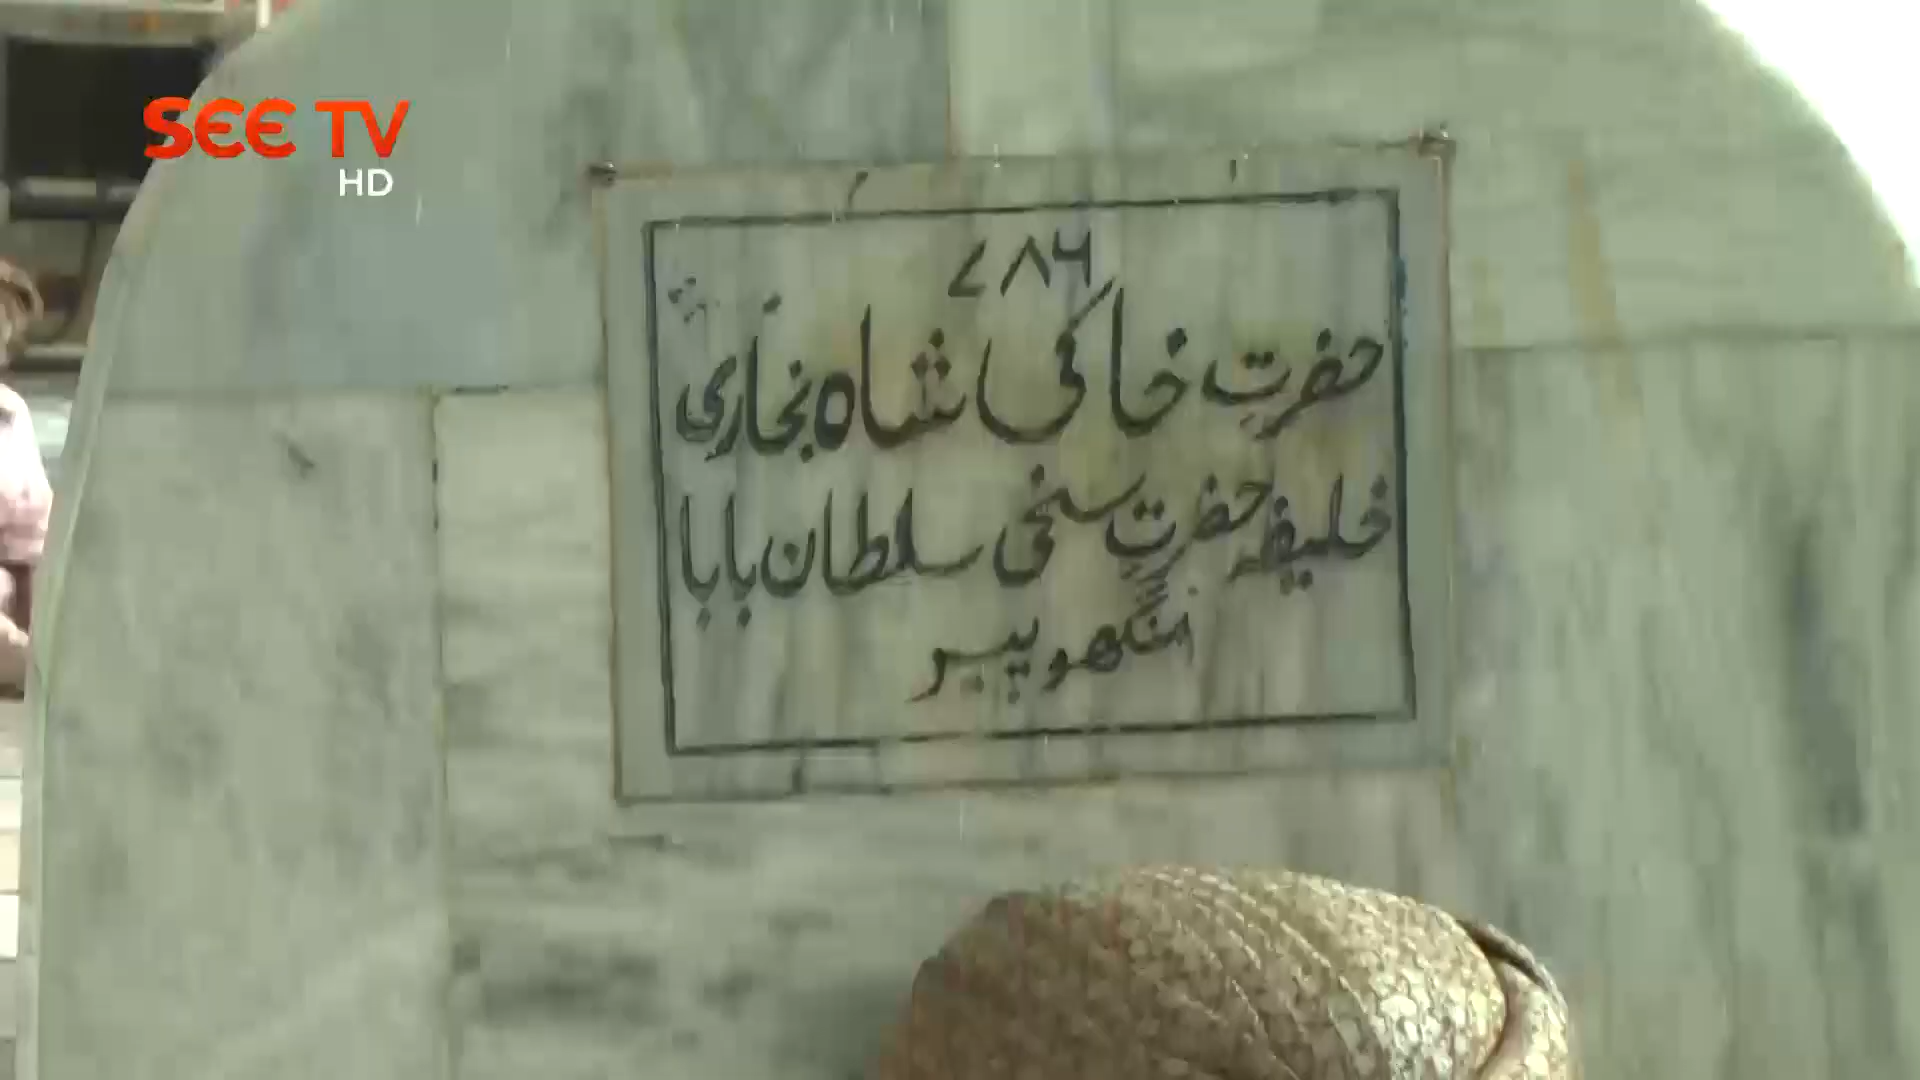 SEE TV
HD
۷۸۶
حضرت خاکی شاہ بخاری
خلیفہ حضرت سخی سلطان بابا
منگھوپیر